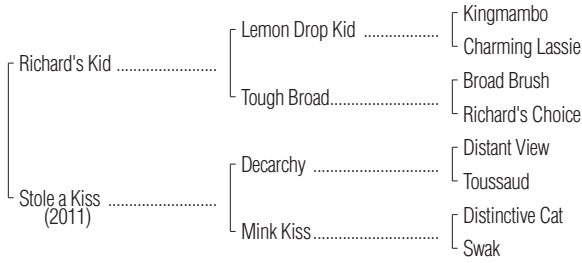 Kingmambo
Lemon Drop Kid ..................
Charming Lassie
Richard's Kid ........................
Broad Brush
Tough Broad...........................
Richard's Choice
Distant View
Decarchy ..............................
Toussaud
Stole a Kiss ..........................
(2011)
Distinctive Cat
Mink Kiss..............................
Swak